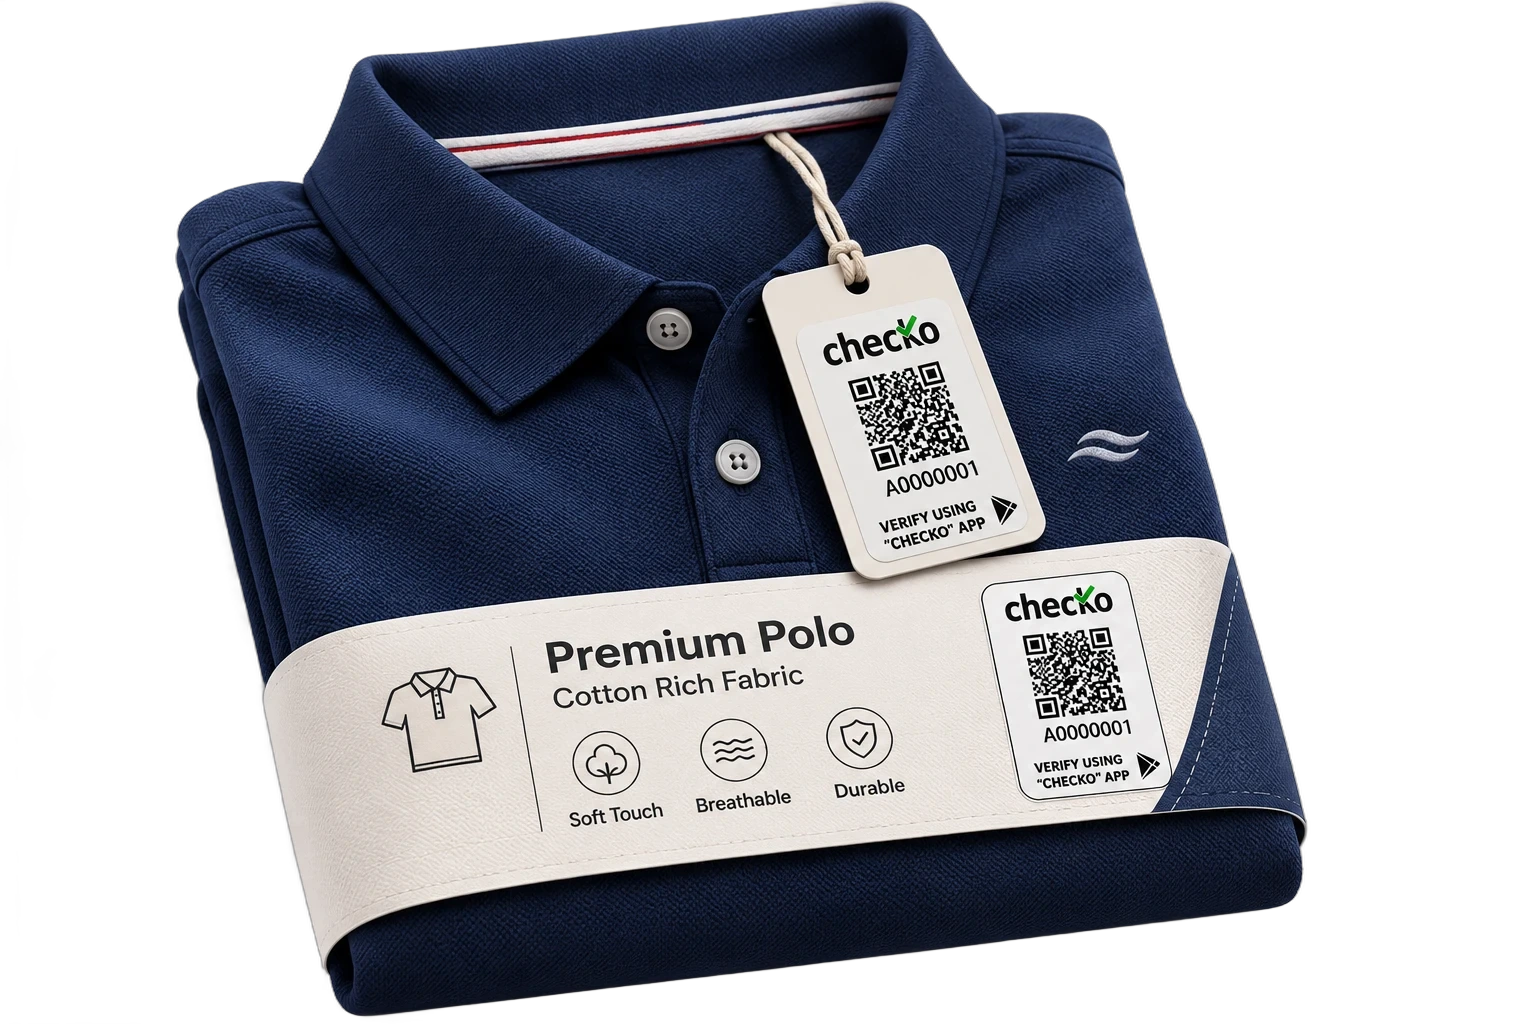 checko
A0000001
VERIFY USING
"CHECKO" APP
Premium Polo
Cotton Rich Fabric
Soft Touch
Breathable
Durable
checko
A0000001
VERIFY USING
"CHECKO" APP